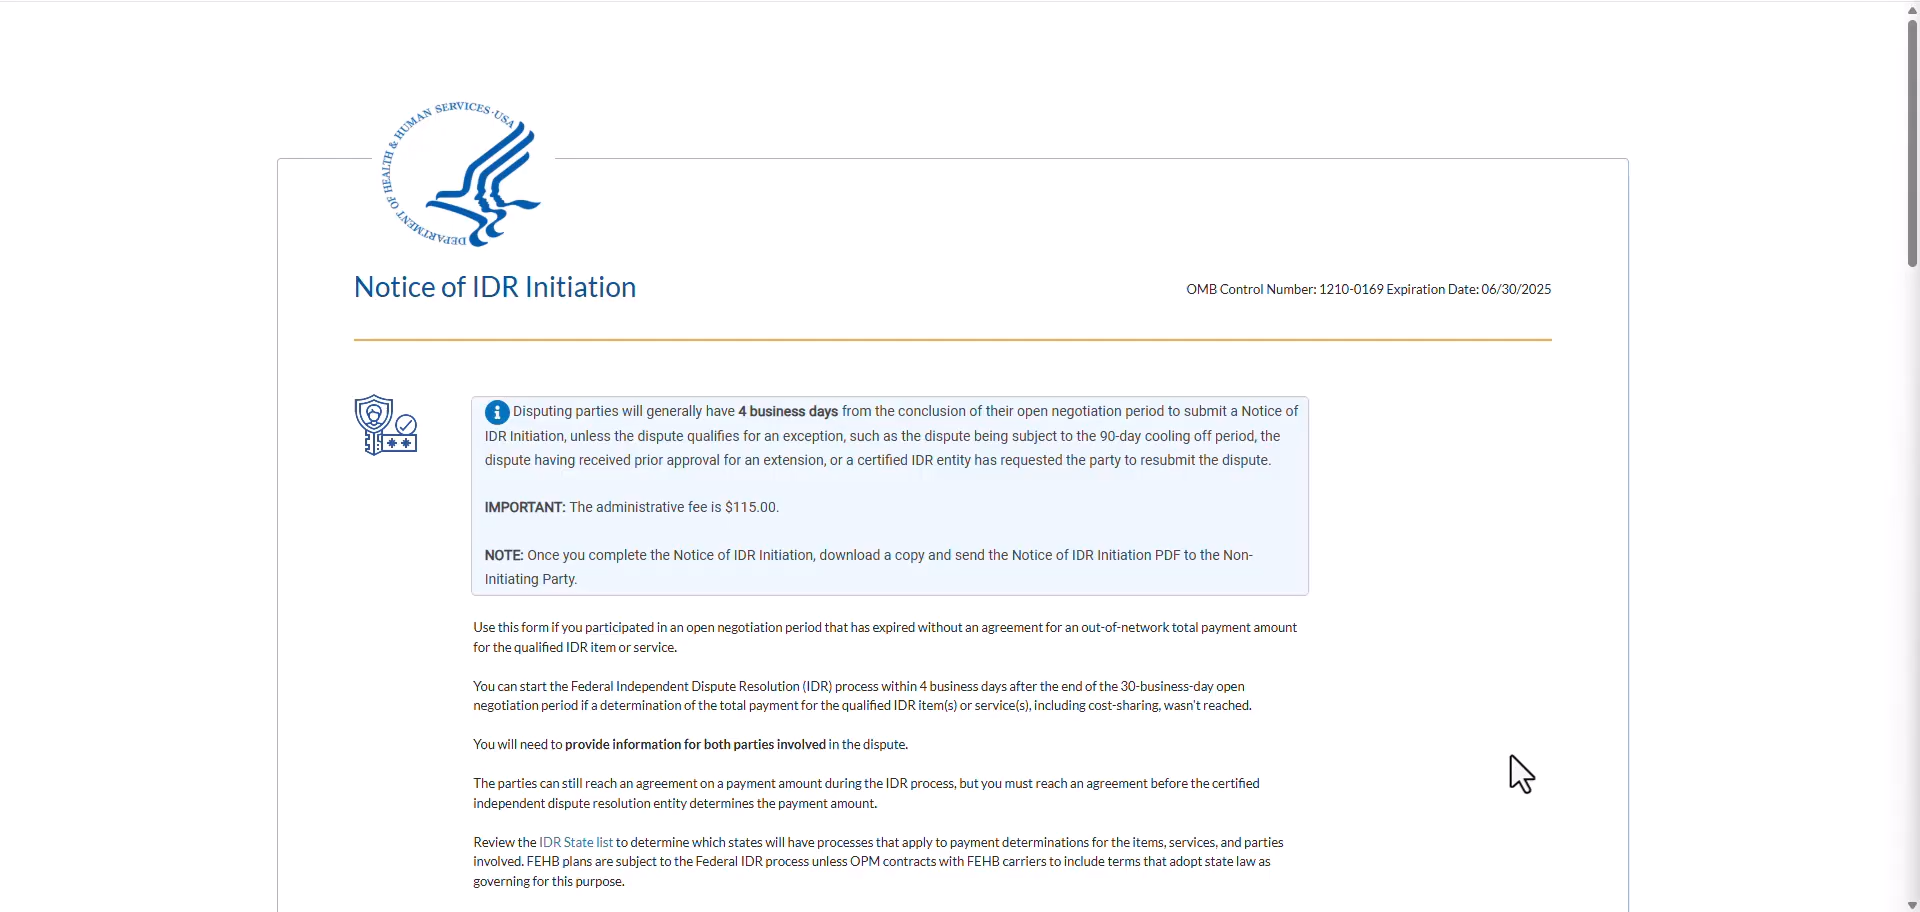 DEPARTMENT OF HEALTH & HUMAN SERVICES · USA
Notice of IDR Initiation
OMB Control Number: 1210-0169 Expiration Date: 06/30/2025
Disputing parties will generally have 4 business days from the conclusion of their open negotiation period to submit a Notice of
IDR Initiation, unless the dispute qualifies for an exception, such as the dispute being subject to the 90-day cooling off period, the
dispute having received prior approval for an extension, or a certified IDR entity has requested the party to resubmit the dispute.
IMPORTANT: The administrative fee is $115.00.
NOTE: Once you complete the Notice of IDR Initiation, download a copy and send the Notice of IDR Initiation PDF to the Non-
Initiating Party.
Use this form if you participated in an open negotiation period that has expired without an agreement for an out-of-network total payment amount
for the qualified IDR item or service.
You can start the Federal Independent Dispute Resolution (IDR) process within 4 business days after the end of the 30-business-day open
negotiation period if a determination of the total payment for the qualified IDR item(s) or service(s), including cost-sharing, wasn't reached.
You will need to provide information for both parties involved in the dispute.
The parties can still reach an agreement on a payment amount during the IDR process, but you must reach an agreement before the certified
independent dispute resolution entity determines the payment amount.
Review the IDR State list to determine which states will have processes that apply to payment determinations for the items, services, and parties
involved. FEHB plans are subject to the Federal IDR process unless OPM contracts with FEHB carriers to include terms that adopt state law as
governing for this purpose.